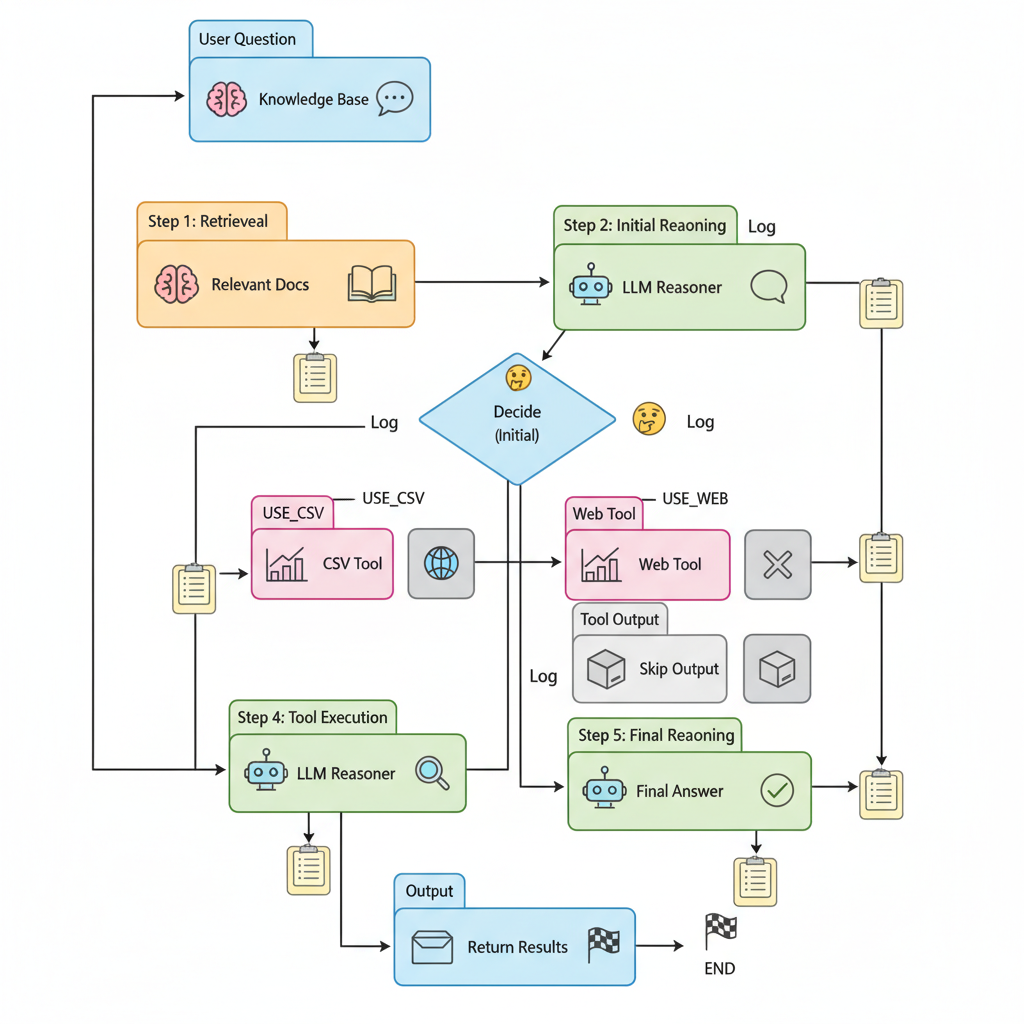 User Question
Knowledge Base
Step 1: Retrieveal
Relevant Docs
Step 2: Initial Reaoning
Log
LLM Reasoner
Decide
(Initial)
Log
Log
USE_CSV
USE_CSV
CSV Tool
Web Tool
USE_WEB
Web Tool
Tool Output
Skip Output
Log
Step 4: Tool Execution
LLM Reasoner
Step 5: Final Reaoning
Final Answer
Output
Return Results
END